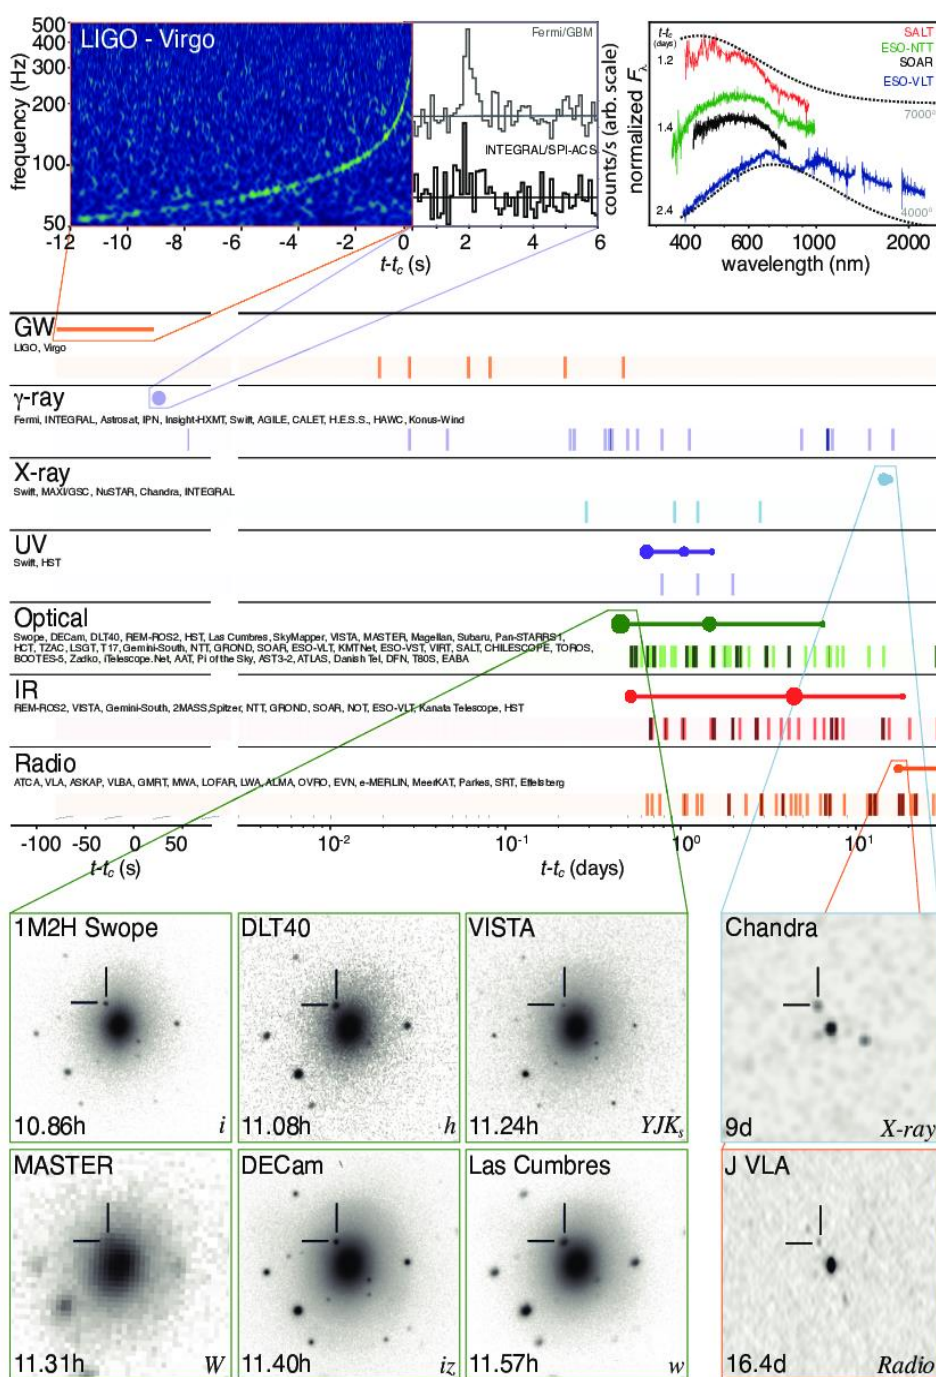 LIGO - Virgo
frequency (Hz)
500
400
300
200
100
50
-12 -10 -8 -6 -4 -2 0 2 4 6
t-tc (s)
Fermi/GBM
INTEGRAL/SPI-ACS
counts/s (arb. scale)
normalized Fλ
t-tc
(days)
1.2
1.4
2.4
SALT
ESO-NTT
SOAR
ESO-VLT
7000°
4000°
400 600 1000 2000
wavelength (nm)
GW
LIGO, Virgo
γ-ray
Fermi, INTEGRAL, Astrosat, IPN, Insight-HXMT, Swift, AGILE, CALET, H.E.S.S., HAWC, Konus-Wind
X-ray
Swift, MAXI/GSC, NuSTAR, Chandra, INTEGRAL
UV
Swift, HST
Optical
Swope, DECam, DLT40, REM-ROS2, HST, Las Cumbres, SkyMapper, VISTA, MASTER, Magellan, Subaru, Pan-STARRS1,
HCT, TZAC, LSGT, T17, Gemini-South, NTT, GROND, SOAR, ESO-VLT, KMTNet, ESO-VST, VIRT, SALT, CHILESCOPE, TOROS,
BOOTES-5, Zadko, iTelescope.Net, AAT, Pi of the Sky, AST3-2, ATLAS, Danish Tel, DFN, T80S, EABA
IR
REM-ROS2, VISTA, Gemini-South, 2MASS,Spitzer, NTT, GROND, SOAR, NOT, ESO-VLT, Kanata Telescope, HST
Radio
ATCA, VLA, ASKAP, VLBA, GMRT, MWA, LOFAR, LWA, ALMA, OVRO, EVN, e-MERLIN, MeerKAT, Parkes, SRT, Effelsberg
-100 -50 0 50 10-2 10-1 100 101
t-tc (s) t-tc (days)
1M2H Swope
10.86h i
DLT40
11.08h h
VISTA
11.24h YJKs
Chandra
9d X-ray
MASTER
11.31h W
DECam
11.40h iz
Las Cumbres
11.57h w
J VLA
16.4d Radio